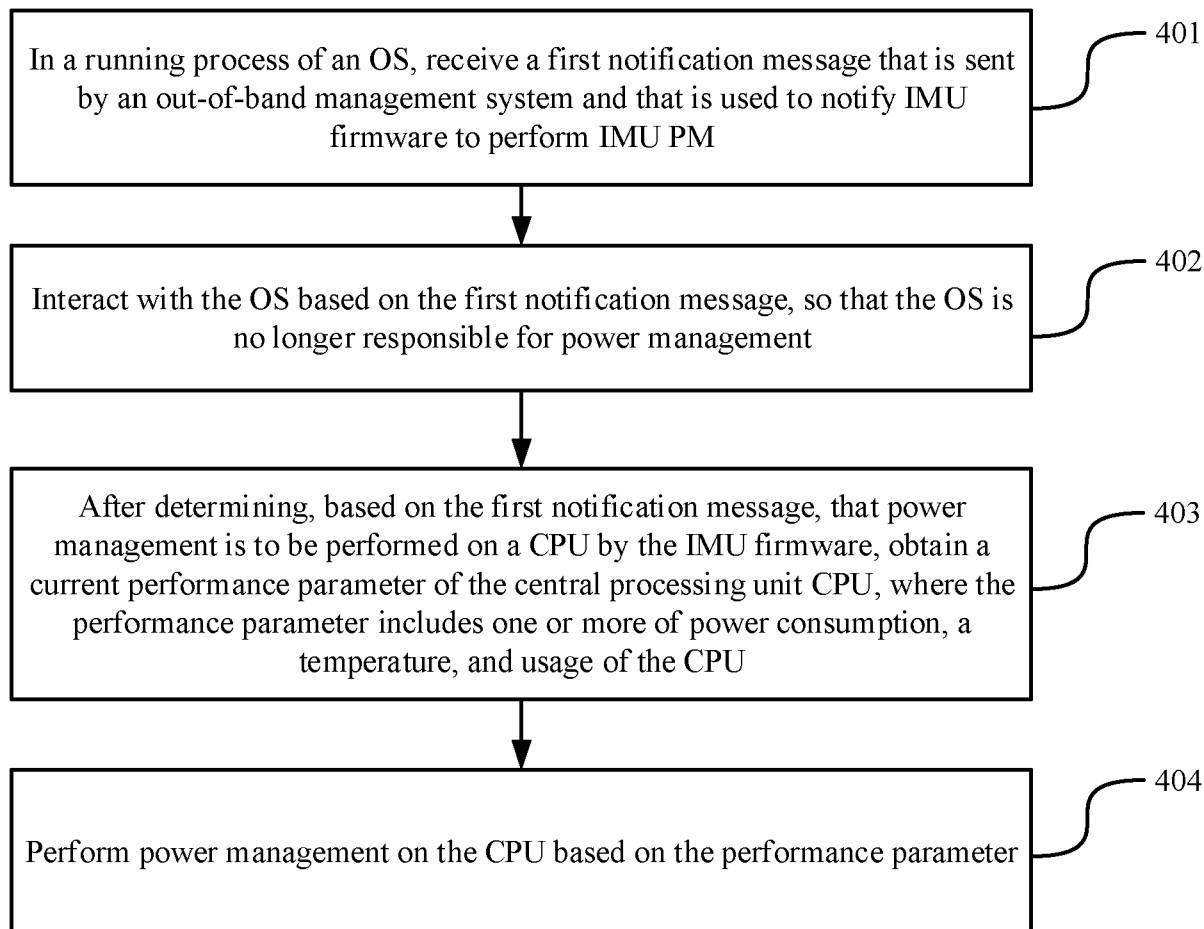 401
In a running process of an OS, receive a first notification message that is sent
by an out-of-band management system and that is used to notify IMU
firmware to perform IMU PM
402
Interact with the OS based on the first notification message, so that the OS is
no longer responsible for power management
403
After determining, based on the first notification message, that power
management is to be performed on a CPU by the IMU firmware, obtain a
current performance parameter of the central processing unit CPU, where the
performance parameter includes one or more of power consumption, a
temperature, and usage of the CPU
404
Perform power management on the CPU based on the performance parameter